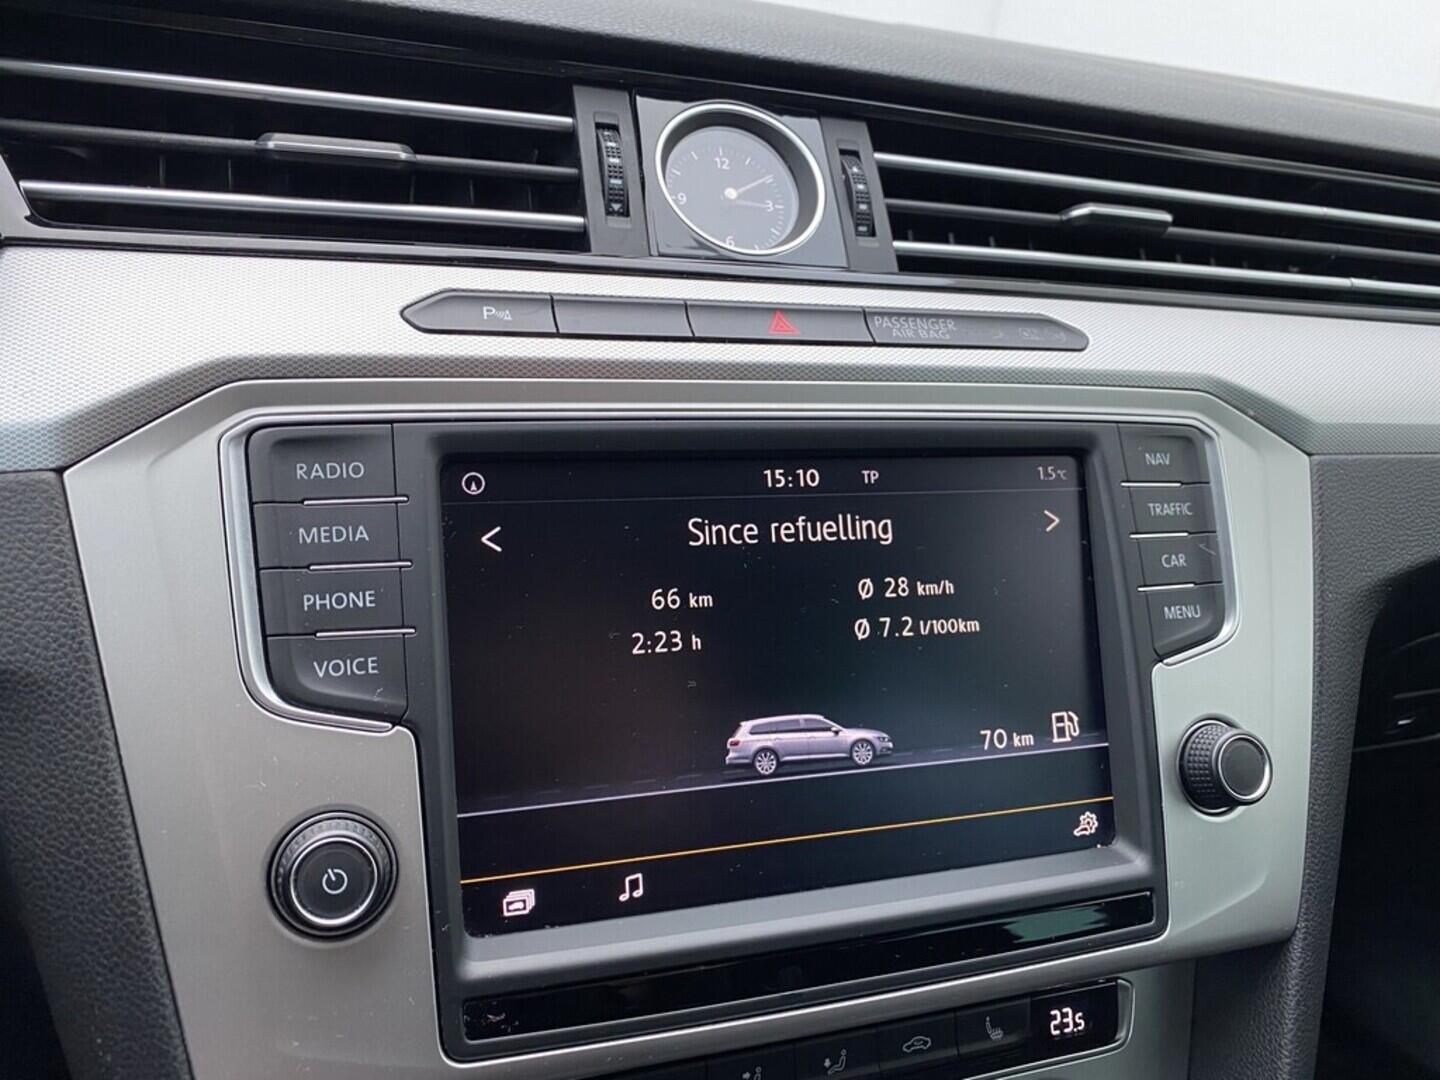 12
9
3
6
P
PASSENGER
AIR BAG
RADIO
MEDIA
PHONE
VOICE
15:10 TP 1.5°C
< Since refuelling >
66 km Ø 28 km/h
2:23 h Ø 7.2 l/100km
70 km
NAV
TRAFFIC
CAR
MENU
23.5